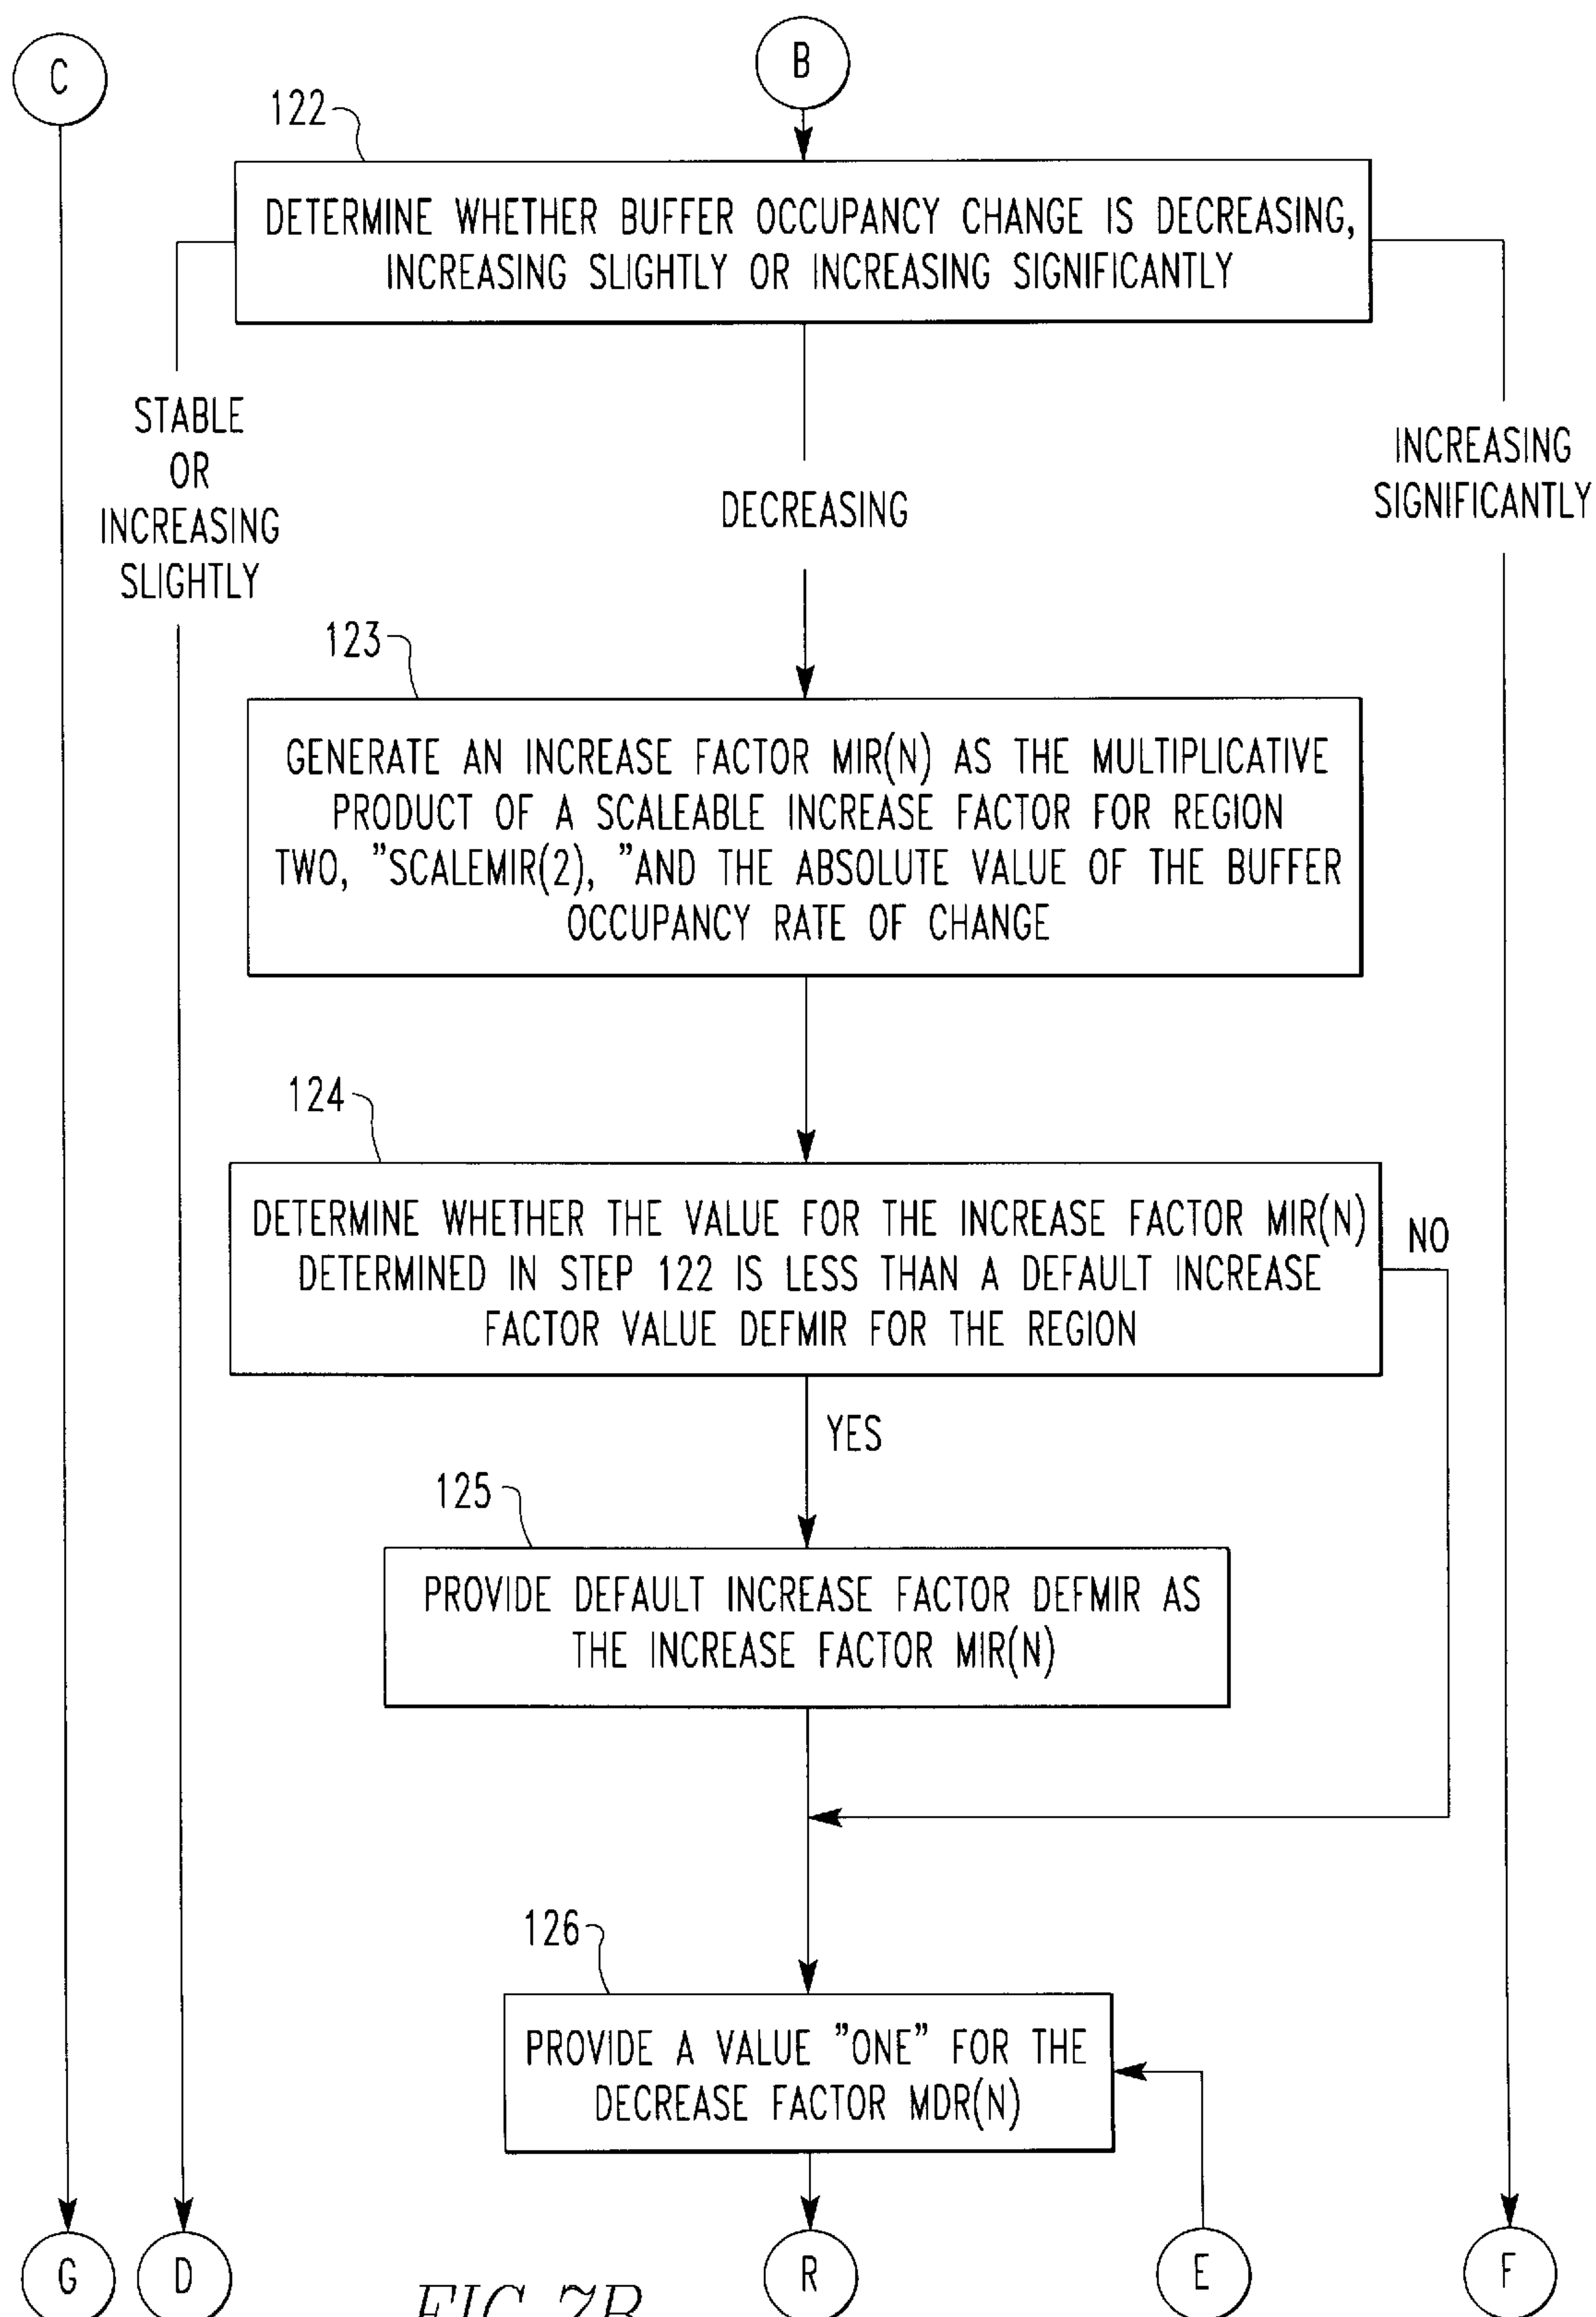 C
B
122
DETERMINE WHETHER BUFFER OCCUPANCY CHANGE IS DECREASING,
INCREASING SLIGHTLY OR INCREASING SIGNIFICANTLY
STABLE
OR
INCREASING
SLIGHTLY
DECREASING
INCREASING
SIGNIFICANTLY
123
GENERATE AN INCREASE FACTOR MIR(N) AS THE MULTIPLICATIVE
PRODUCT OF A SCALEABLE INCREASE FACTOR FOR REGION
TWO, "SCALEMIR(2), "AND THE ABSOLUTE VALUE OF THE BUFFER
OCCUPANCY RATE OF CHANGE
124
DETERMINE WHETHER THE VALUE FOR THE INCREASE FACTOR MIR(N)
DETERMINED IN STEP 122 IS LESS THAN A DEFAULT INCREASE
FACTOR VALUE DEFMIR FOR THE REGION
NO
YES
125
PROVIDE DEFAULT INCREASE FACTOR DEFMIR AS
THE INCREASE FACTOR MIR(N)
126
PROVIDE A VALUE "ONE" FOR THE
DECREASE FACTOR MDR(N)
G
D
R
E
F
FIG. 7B